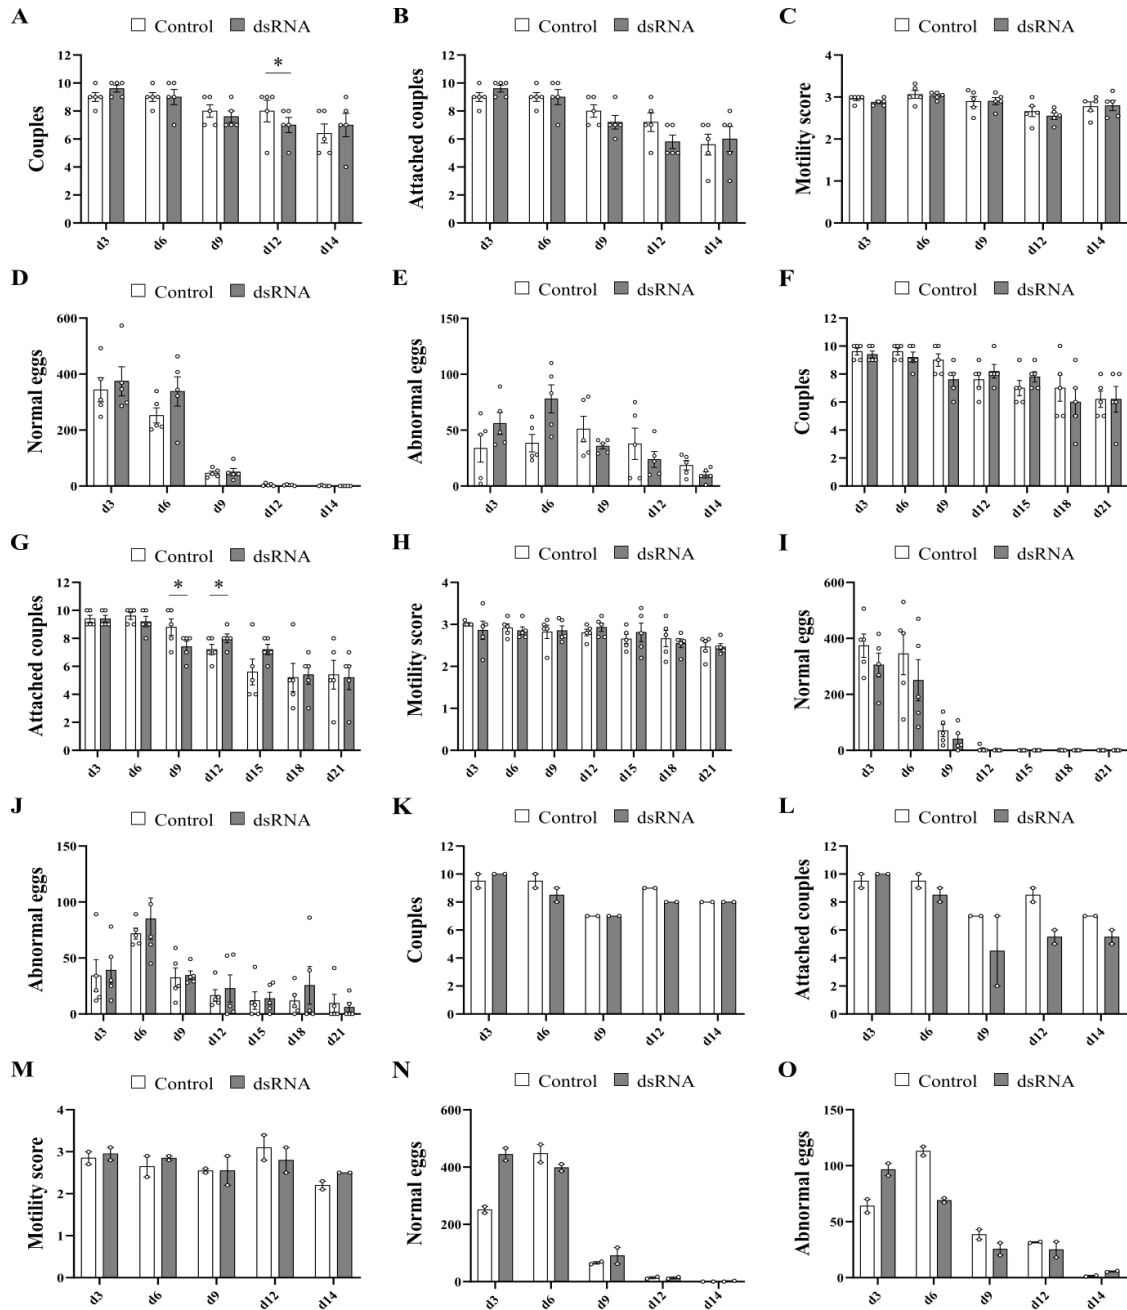 A
Control dsRNA
Couples
12
10
8
6
4
2
0
d3 d6 d9 d12 d14
*
B
Control dsRNA
Attached couples
12
10
8
6
4
2
0
d3 d6 d9 d12 d14
C
Control dsRNA
Motility score
4
3
2
1
0
d3 d6 d9 d12 d14
D
Control dsRNA
Normal eggs
600
400
200
0
d3 d6 d9 d12 d14
E
Control dsRNA
Abnormal eggs
150
100
50
0
d3 d6 d9 d12 d14
F
Control dsRNA
Couples
12
10
8
6
4
2
0
d3 d6 d9 d12 d15 d18 d21
G
Control dsRNA
Attached couples
12
10
8
6
4
2
0
d3 d6 d9 d12 d15 d18 d21
* *
H
Control dsRNA
Motility score
4
3
2
1
0
d3 d6 d9 d12 d15 d18 d21
I
Control dsRNA
Normal eggs
600
400
200
0
d3 d6 d9 d12 d15 d18 d21
J
Control dsRNA
Abnormal eggs
150
100
50
0
d3 d6 d9 d12 d15 d18 d21
K
Control dsRNA
Couples
12
10
8
6
4
2
0
d3 d6 d9 d12 d14
L
Control dsRNA
Attached couples
12
10
8
6
4
2
0
d3 d6 d9 d12 d14
M
Control dsRNA
Motility score
4
3
2
1
0
d3 d6 d9 d12 d14
N
Control dsRNA
Normal eggs
600
400
200
0
d3 d6 d9 d12 d14
O
Control dsRNA
Abnormal eggs
150
100
50
0
d3 d6 d9 d12 d14